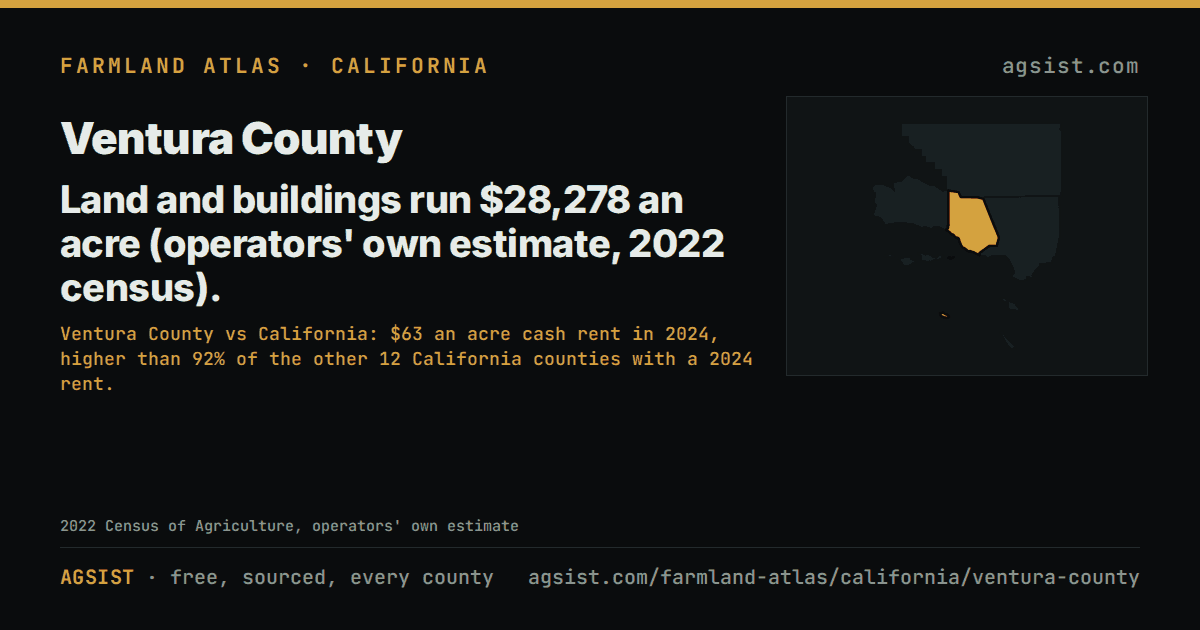 FARMLAND ATLAS · CALIFORNIA
agsist.com
Ventura County
Land and buildings run $28,278 an
acre (operators' own estimate, 2022
census).
Ventura County vs California: $63 an acre cash rent in 2024,
higher than 92% of the other 12 California counties with a 2024
rent.
2022 Census of Agriculture, operators' own estimate
AGSIST · free, sourced, every county
agsist.com/farmland-atlas/california/ventura-county